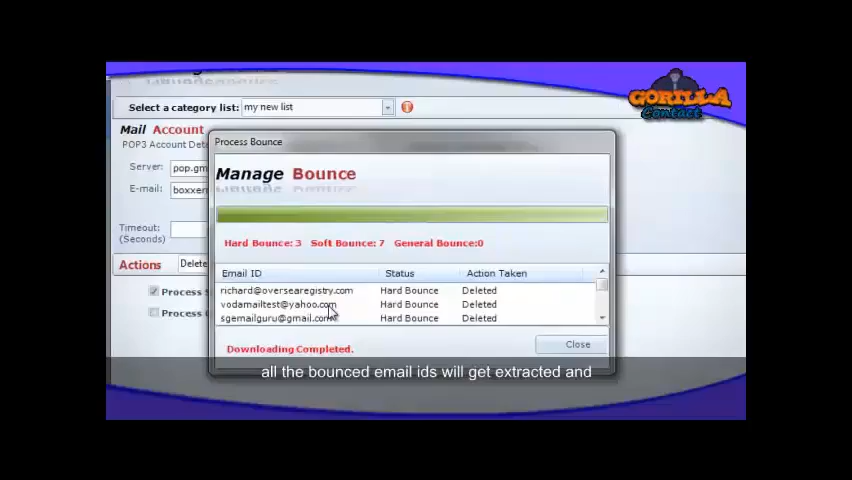 GORILLA
Contact
Select a category list: my new list
Mail Account
POP3 Account Deta
Server: pop.gm
E-mail: boxxer
Timeout:
(Seconds)
Actions Delete
Process S
Process
Process Bounce
Manage Bounce
Hard Bounce: 3 Soft Bounce: 7 General Bounce:0
Email ID Status Action Taken
richard@oversearegistry.com Hard Bounce Deleted
vodamailtest@yahoo.com Hard Bounce Deleted
sgemailguru@gmail.com Hard Bounce Deleted
Downloading Completed.
Close
all the bounced email ids will get extracted and